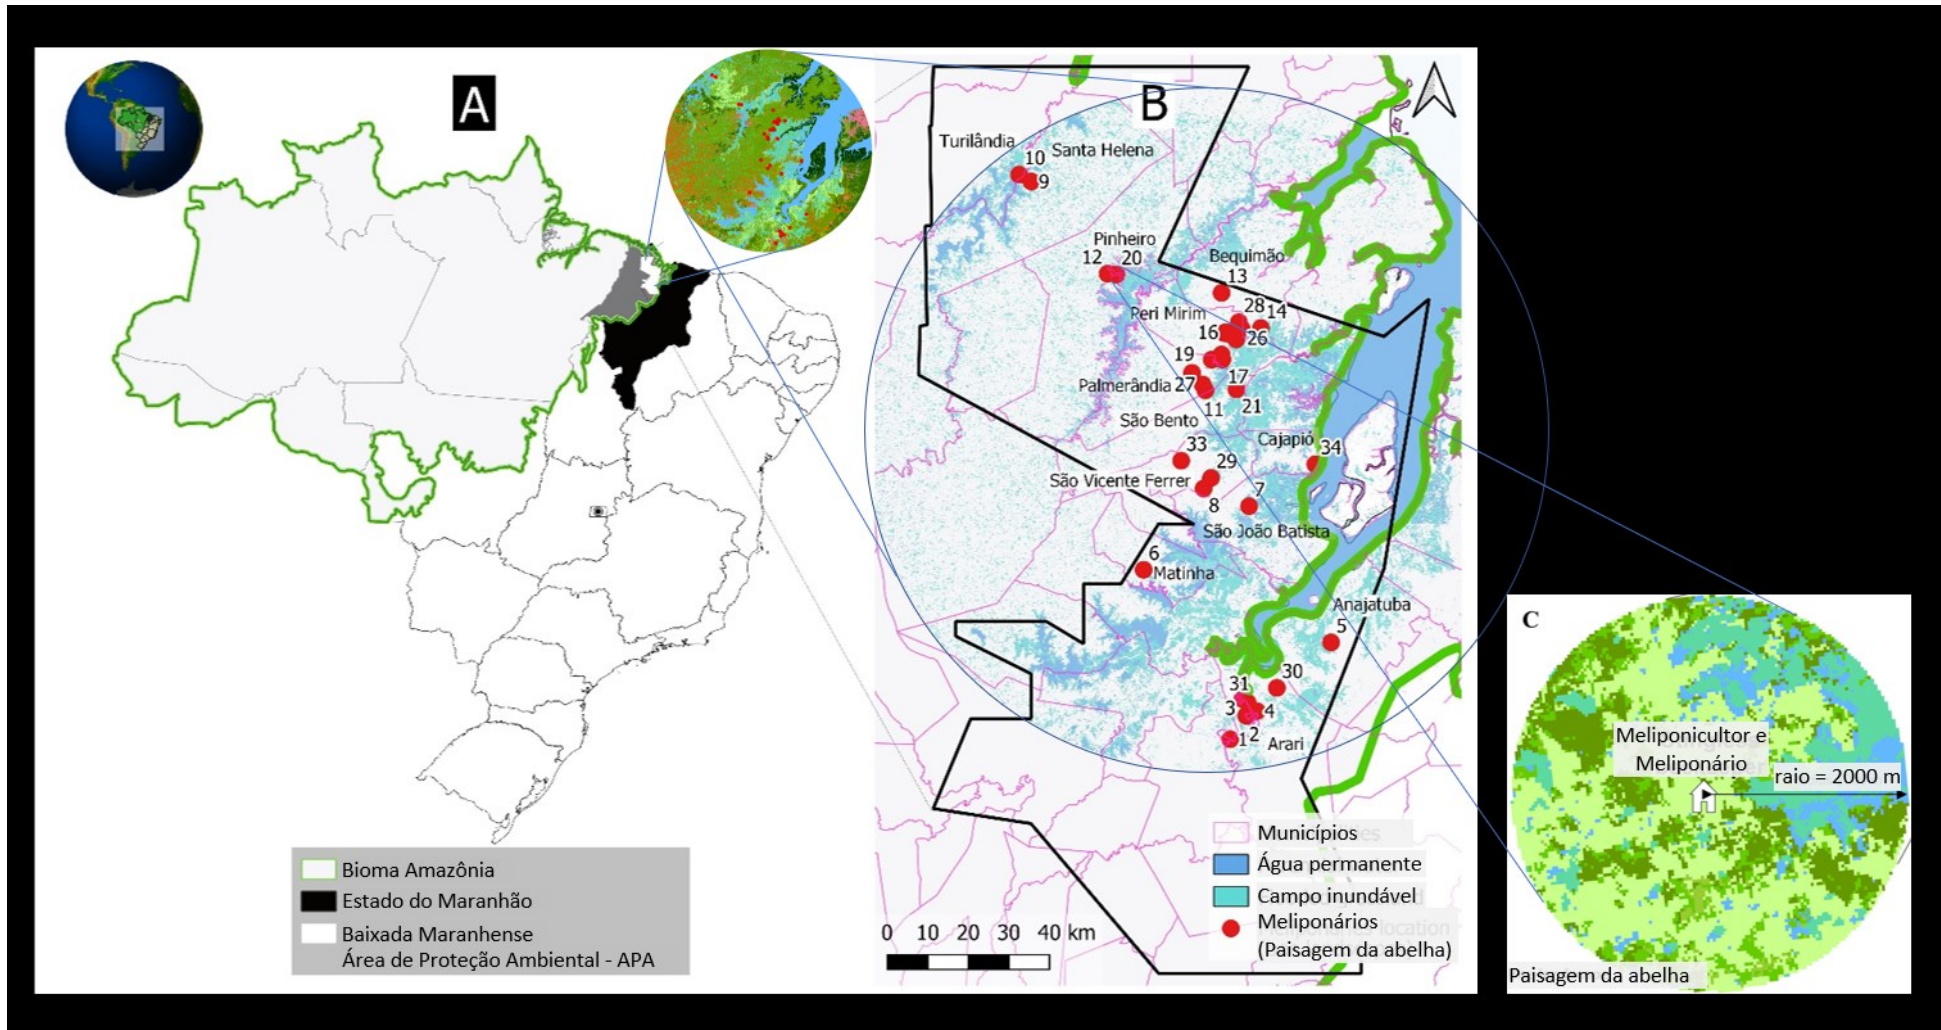 A
Bioma Amazônia
Estado do Maranhão
Baixada Maranhense
Área de Proteção Ambiental - APA
B
Turilândia
Santa Helena
10
9
Pinheiro
12
20
Bequimão
13
Peri Mirim
28
14
16
26
19
17
Palmerândia
27
11
21
São Bento
Cajapió
33
34
29
São Vicente Ferrer
7
8
São João Batista
6
Matinha
Anajatuba
5
30
31
3
4
2
1
Arari
Municípios
Água permanente
Campo inundável
Meliponários
(Paisagem da abelha)
0 10 20 30 40 km
C
Meliponicultor e
Meliponário
raio = 2000 m
Paisagem da abelha